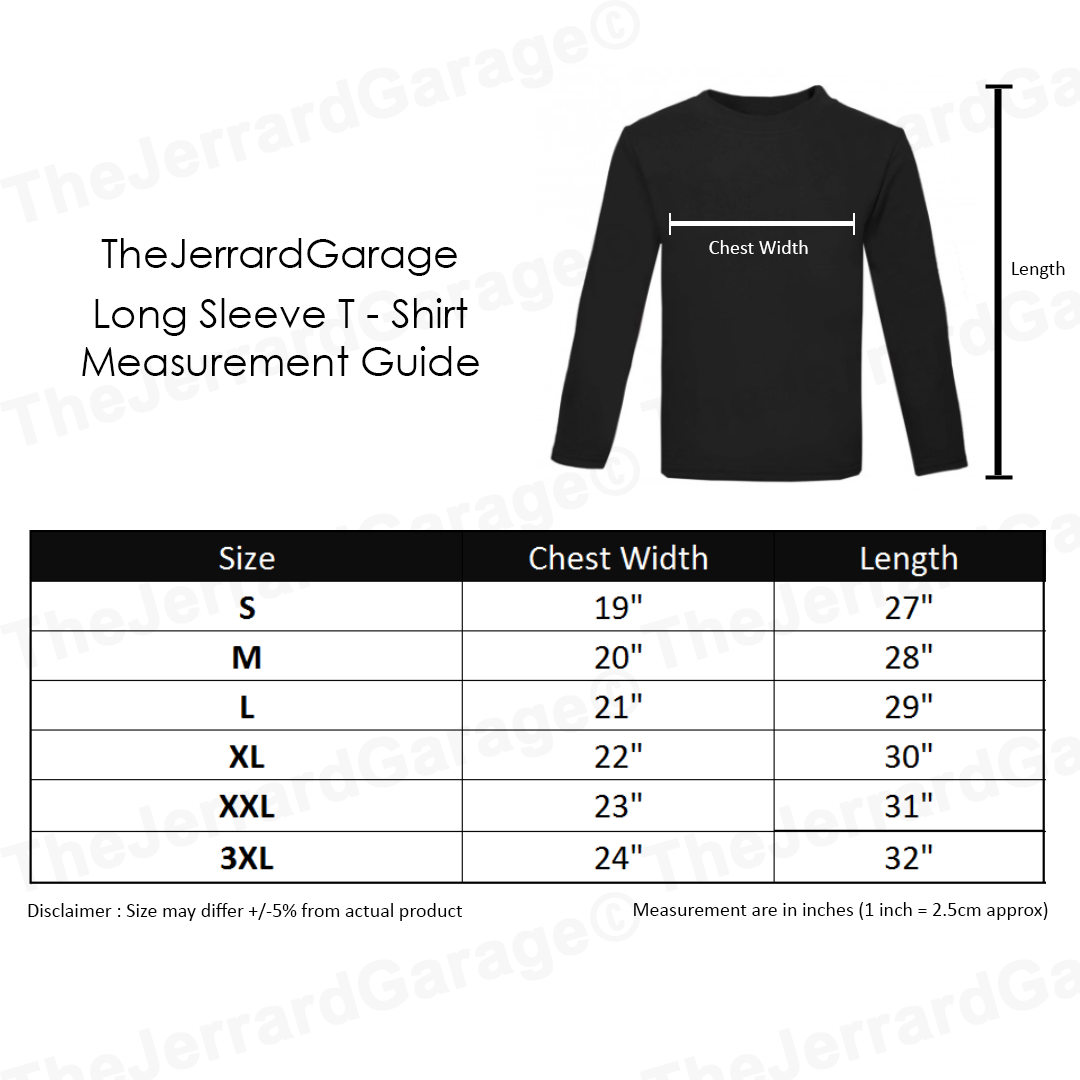 TheJerrardGarage
Long Sleeve T - Shirt
Measurement Guide
Chest Width
Length
Size Chest Width Length
S 19" 27"
M 20" 28"
L 21" 29"
XL 22" 30"
XXL 23" 31"
3XL 24" 32"
Disclaimer : Size may differ +/-5% from actual product
Measurement are in inches (1 inch = 2.5cm approx)
TheJerrardGarage©